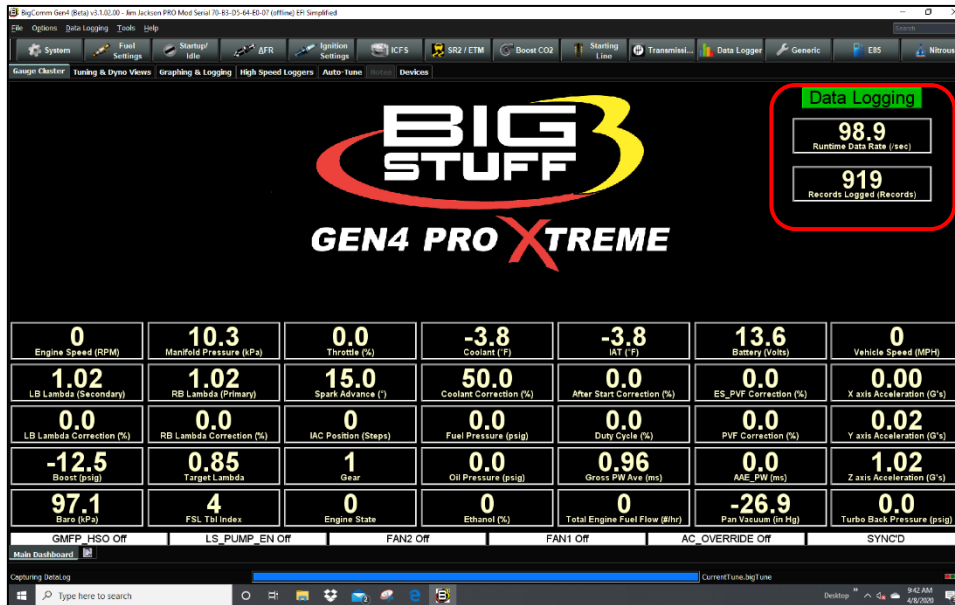 BigComm Gen4 (Beta) v3.1.02.00 - Jim Jackson PRO Mod Serial 70-B3-D5-64-E0-07 (offline) EFI Simplified
File Options Data Logging Tools Help
Search
System Fuel Settings Startup/ Idle AFR Ignition Settings ICFS SR2 / ETM Boost CO2 Starting Line Transmissi... Data Logger Generic E85 Nitrous
Gauge Cluster Tuning & Dyno Views Graphing & Logging High Speed Loggers Auto-Tune Notes Devices
Data Logging
98.9
Runtime Data Rate (/sec)
919
Records Logged (Records)
BIG
STUFF
3
GEN4 PRO XTREME
0 10.3 0.0 -3.8 -3.8 13.6 0
Engine Speed (RPM) Manifold Pressure (kPa) Throttle (%) Coolant (°F) IAT (°F) Battery (Volts) Vehicle Speed (MPH)
1.02 1.02 15.0 50.0 0.0 0.0 0.00
LB Lambda (Secondary) RB Lambda (Primary) Spark Advance (°) Coolant Correction (%) After Start Correction (%) ES_PVF Correction (%) X axis Acceleration (G's)
0.0 0.0 0 0.0 0.0 0.0 0.02
LB Lambda Correction (%) RB Lambda Correction (%) IAC Position (Steps) Fuel Pressure (psig) Duty Cycle (%) PVF Correction (%) Y axis Acceleration (G's)
-12.5 0.85 1 0.0 0.96 0.0 1.02
Boost (psig) Target Lambda Gear Oil Pressure (psig) Gross PW Ave (ms) AAE_PW (ms) Z axis Acceleration (G's)
97.1 4 0 0 0 -26.9 0.0
Baro (kPa) FSL Tbl Index Engine State Ethanol (%) Total Engine Fuel Flow (#/hr) Pan Vacuum (in Hg) Turbo Back Pressure (psig)
GMFP_HSO Off LS_PUMP_EN Off FAN2 Off FAN1 Off AC_OVERRIDE Off SYNC'D
Main Dashboard
Capturing DataLog CurrentTune.bigTune
Type here to search Desktop 9:42 AM
4/8/2020